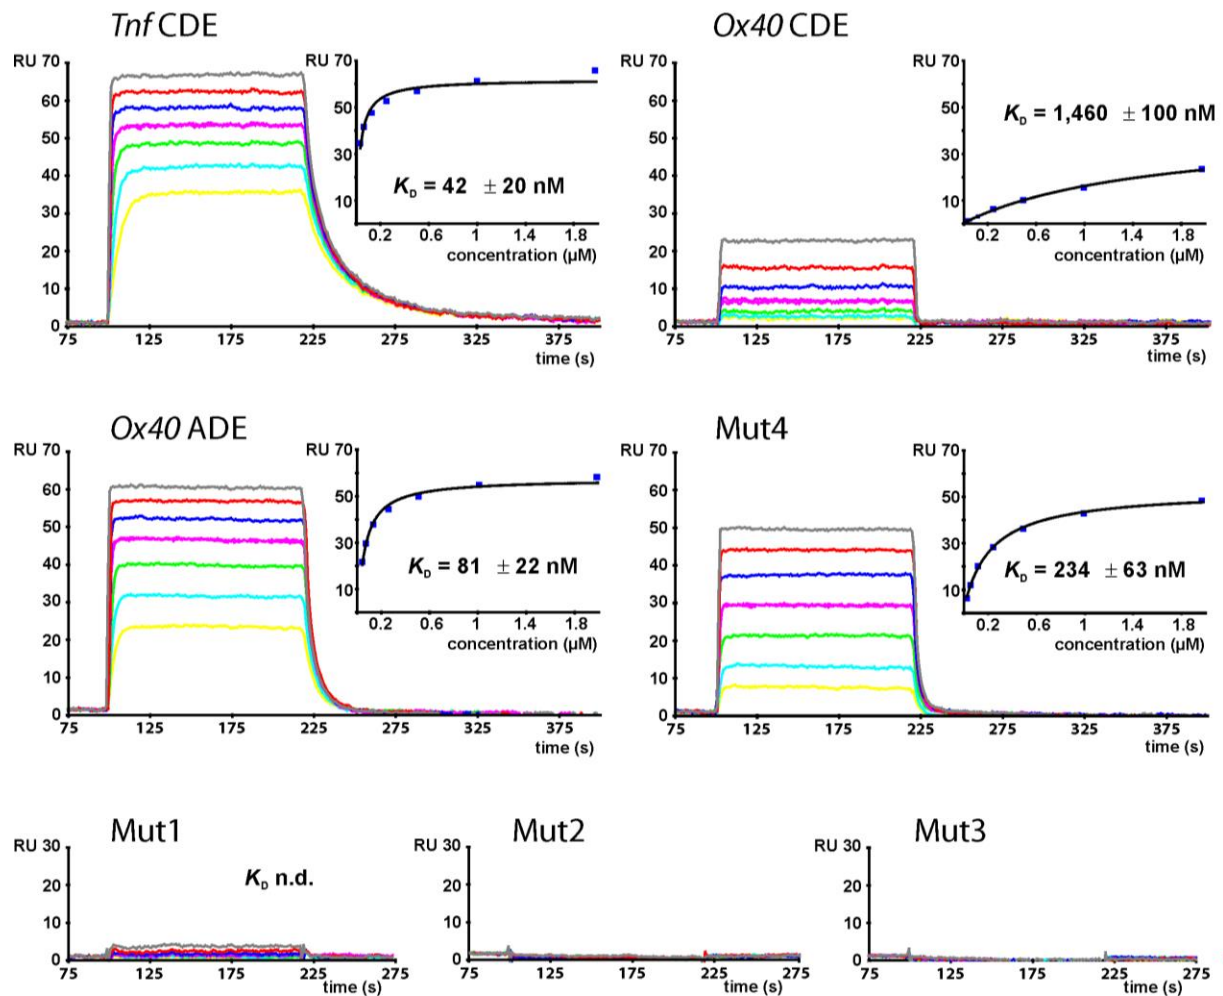 Tnf CDE
RU 70
60
50
40
30
20
10
0
75 125 175 225 275 325 375
time (s)
RU 70
50
30
10
0.2 0.6 1 1.4 1.8
concentration (µM)
KD = 42 ± 20 nM
Ox40 CDE
RU 70
60
50
40
30
20
10
0
75 125 175 225 275 325 375
time (s)
RU 70
50
30
10
0.2 0.6 1 1.4 1.8
concentration (µM)
KD = 1,460 ± 100 nM
Ox40 ADE
RU 70
60
50
40
30
20
10
0
75 125 175 225 275 325 375
time (s)
RU 70
50
30
10
0.2 0.6 1 1.4 1.8
concentration (µM)
KD = 81 ± 22 nM
Mut4
RU 70
60
50
40
30
20
10
0
75 125 175 225 275 325 375
time (s)
RU 70
50
30
10
0.2 0.6 1 1.4 1.8
concentration (µM)
KD = 234 ± 63 nM
Mut1
RU 30
20
10
0
75 125 175 225 275
time (s)
KD n.d.
Mut2
RU 30
20
10
0
75 125 175 225 275
time (s)
Mut3
RU 30
20
10
0
75 125 175 225 275
time (s)